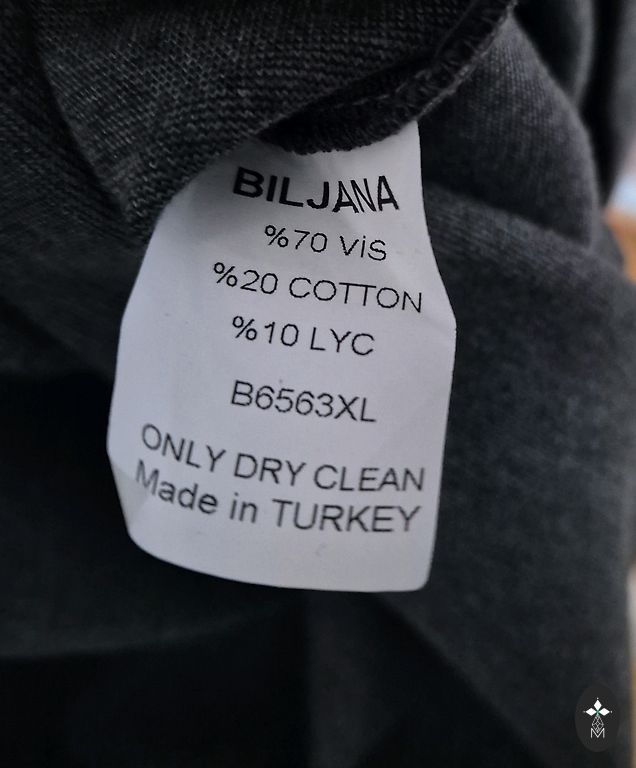 BILJANA
%70 ViS
%20 COTTON
%10 LYC
B6563XL
ONLY DRY CLEAN
Made in TURKEY
M